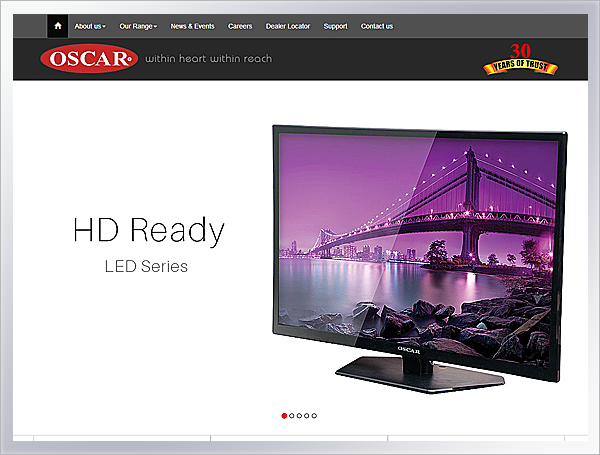 About us Our Range News & Events Careers Dealer Locator Support Contact us
OSCAR within heart within reach
30
YEARS OF TRUST
HD Ready
LED Series
OSCAR